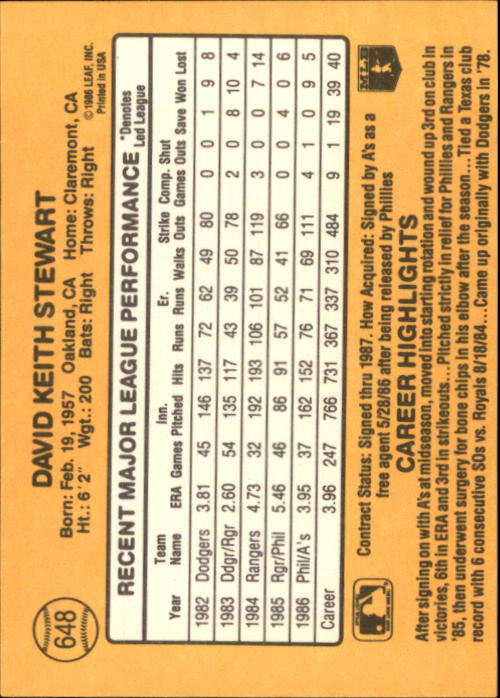 648
DAVID KEITH STEWART
Born: Feb. 19, 1957 Oakland, CA Home: Claremont, CA
Ht.: 6'2" Wgt.: 200 Bats: Right Throws: Right
©1986 LEAF, INC.
Printed in USA
RECENT MAJOR LEAGUE PERFORMANCE *Denotes Led League
Year Team Name ERA Games Inn. Pitched Hits Runs Er. Runs Walks Strike Outs Comp. Games Shut Outs Save Won Lost
1982 Dodgers 3.81 45 146 137 72 62 49 80 0 0 1 9 8
1983 Ddgr/Rgr 2.60 54 135 117 43 39 50 78 2 0 8 10 4
1984 Rangers 4.73 32 192 193 106 101 87 119 3 0 0 7 14
1985 Rgr/Phil 5.46 46 86 91 57 52 41 66 0 0 4 0 6
1986 Phil/A's 3.95 37 162 152 76 71 69 111 4 1 0 9 5
Career 3.96 247 766 731 367 337 310 484 9 1 19 39 40
Contract Status: Signed thru 1987. How Acquired: Signed by A's as a
free agent 5/28/86 after being released by Phillies
MLB
CAREER HIGHLIGHTS
After signing on with A's at midseason, moved into starting rotation and wound up 3rd on club in
victories, 6th in ERA and 3rd in strikeouts...Pitched strictly in relief for Phillies and Rangers in
'85, then underwent surgery for bone chips in his elbow after the season...Tied a Texas club
record with 6 consecutive SOs vs. Royals 8/18/84...Came up originally with Dodgers in '78.